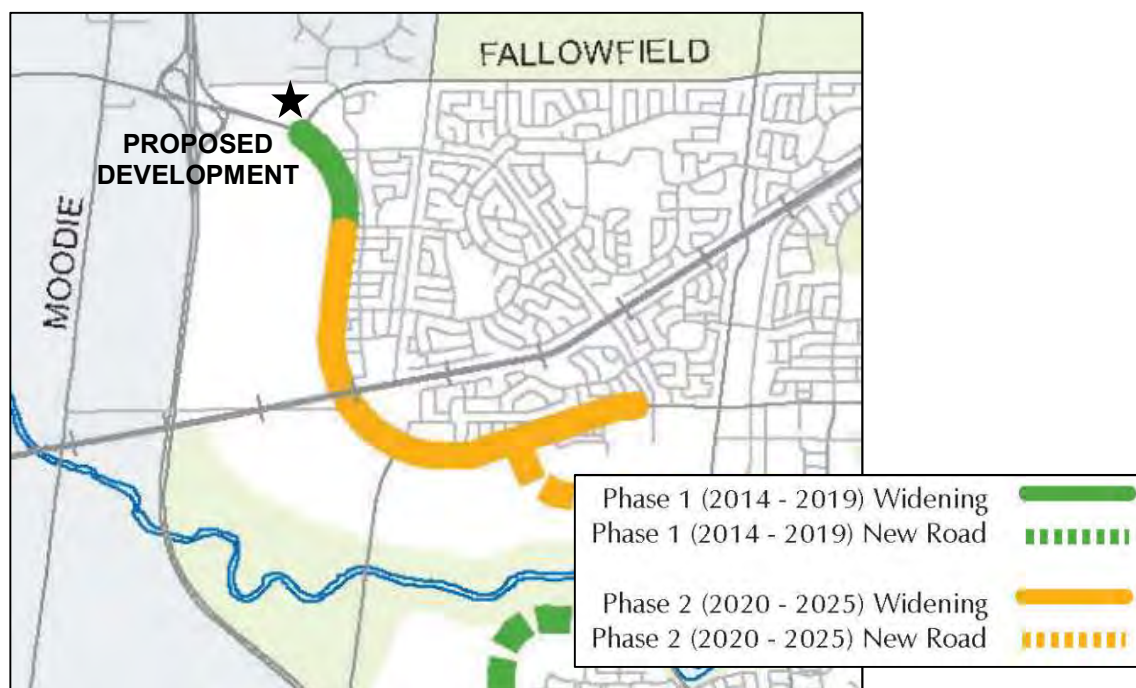 FALLOWFIELD
PROPOSED
DEVELOPMENT
MOODIE
Phase 1 (2014 - 2019) Widening
Phase 1 (2014 - 2019) New Road
Phase 2 (2020 - 2025) Widening
Phase 2 (2020 - 2025) New Road